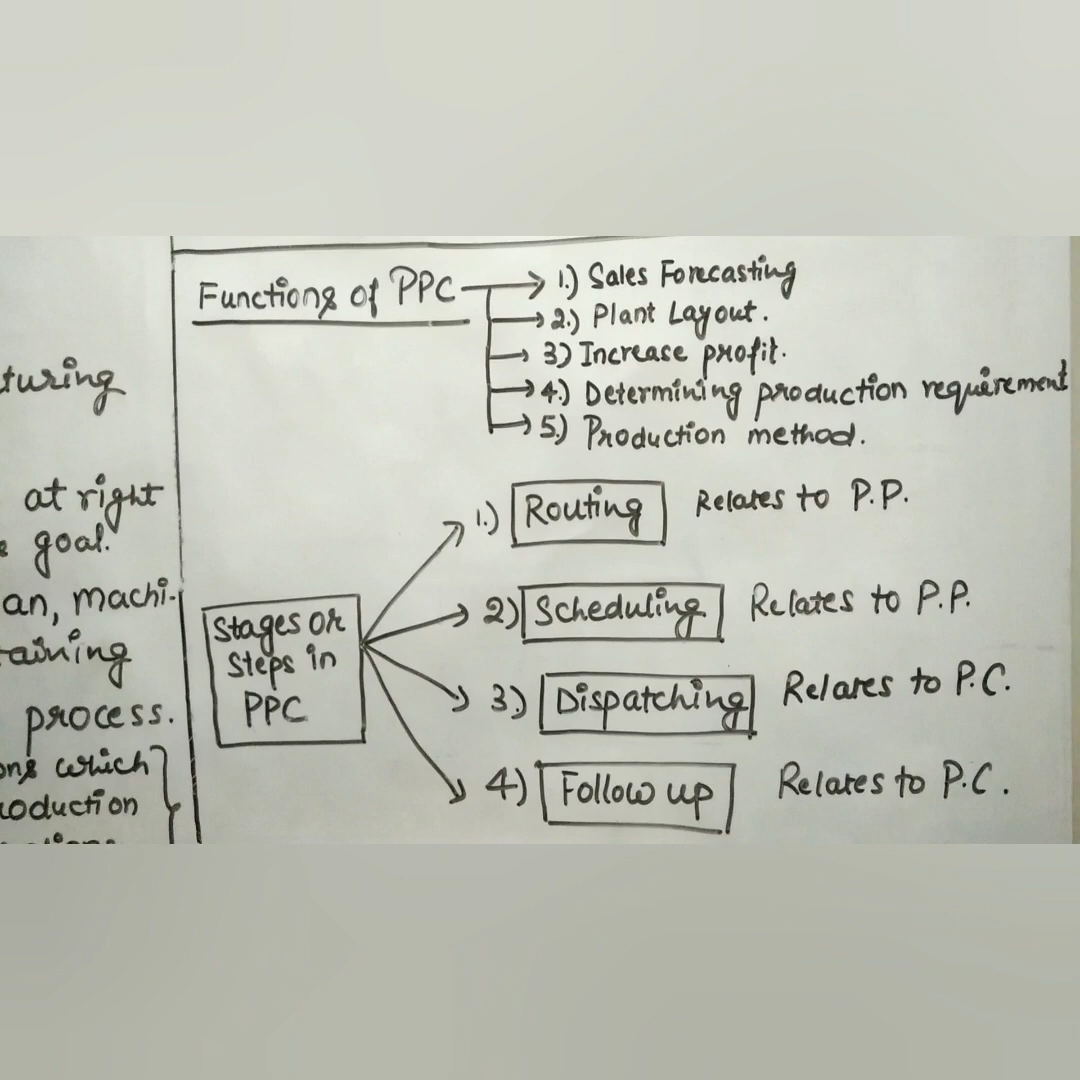 turing
at right
goal.
an, machi-
aining
process.
ons which
roduction
Functions of PPC
1.) Sales Forecasting
2.) Plant Layout.
3) Increase profit.
4.) Determining production requirement
5.) Production method.
Stages or
Steps in
PPC
1.) Routing Relates to P.P.
2) Scheduling Relates to P.P.
3) Dispatching Relates to P.C.
4) Follow up Relates to P.C.